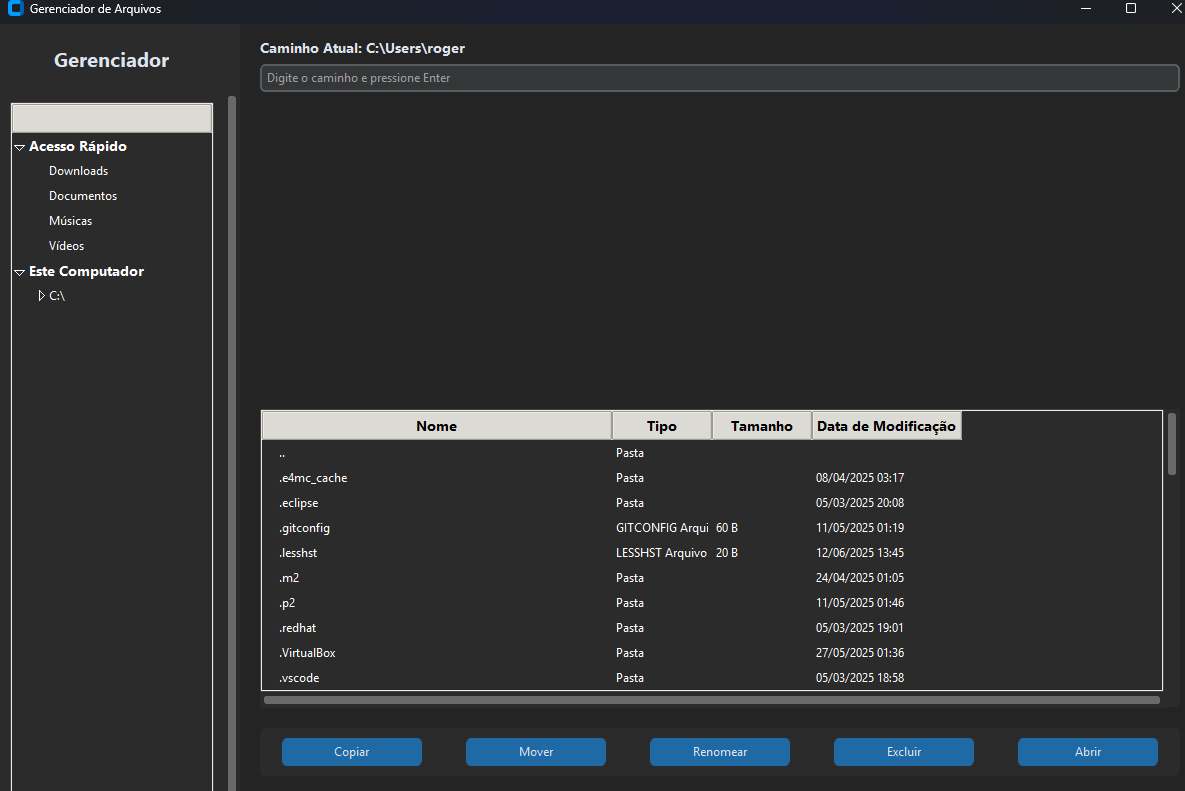 Gerenciador de Arquivos
Gerenciador
Acesso Rápido
Downloads
Documentos
Músicas
Vídeos
Este Computador
C:\
Caminho Atual: C:\Users\roger
Digite o caminho e pressione Enter
Nome Tipo Tamanho Data de Modificação
.. Pasta
.e4mc_cache Pasta 08/04/2025 03:17
.eclipse Pasta 05/03/2025 20:08
.gitconfig GITCONFIG Arqui 60 B 11/05/2025 01:19
.lesshst LESSHST Arquivo 20 B 12/06/2025 13:45
.m2 Pasta 24/04/2025 01:05
.p2 Pasta 11/05/2025 01:46
.redhat Pasta 05/03/2025 19:01
.VirtualBox Pasta 27/05/2025 01:36
.vscode Pasta 05/03/2025 18:58
Copiar Mover Renomear Excluir Abrir